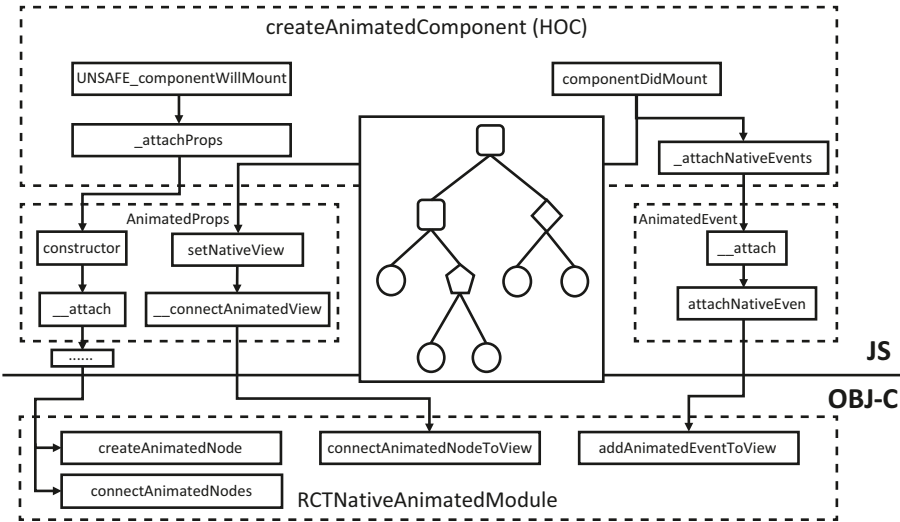 createAnimatedComponent (HOC)
UNSAFE_componentWillMount
componentDidMount
_attachProps
_attachNativeEvents
AnimatedProps
AnimatedEvent
constructor
setNativeView
__attach
__attach
__connectAnimatedView
attachNativeEven
......
JS
OBJ-C
createAnimatedNode
connectAnimatedNodeToView
addAnimatedEventToView
connectAnimatedNodes
RCTNativeAnimatedModule